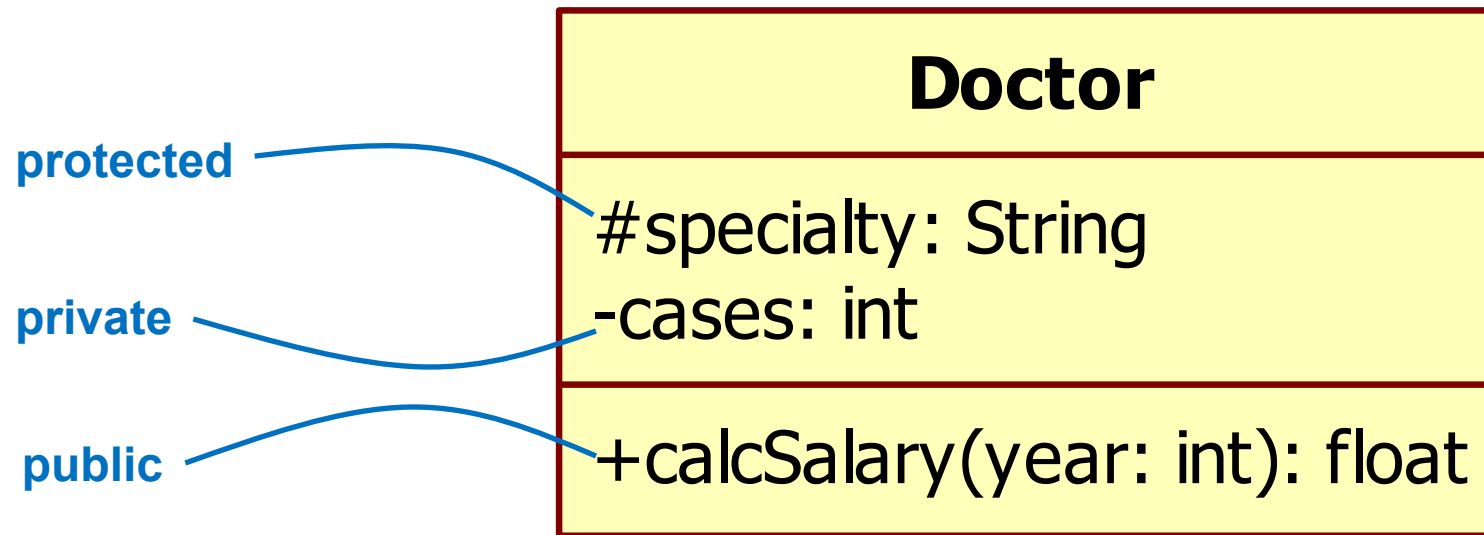 Doctor
protected
#specialty: String
private
-cases: int
public
+calcSalary(year: int): float